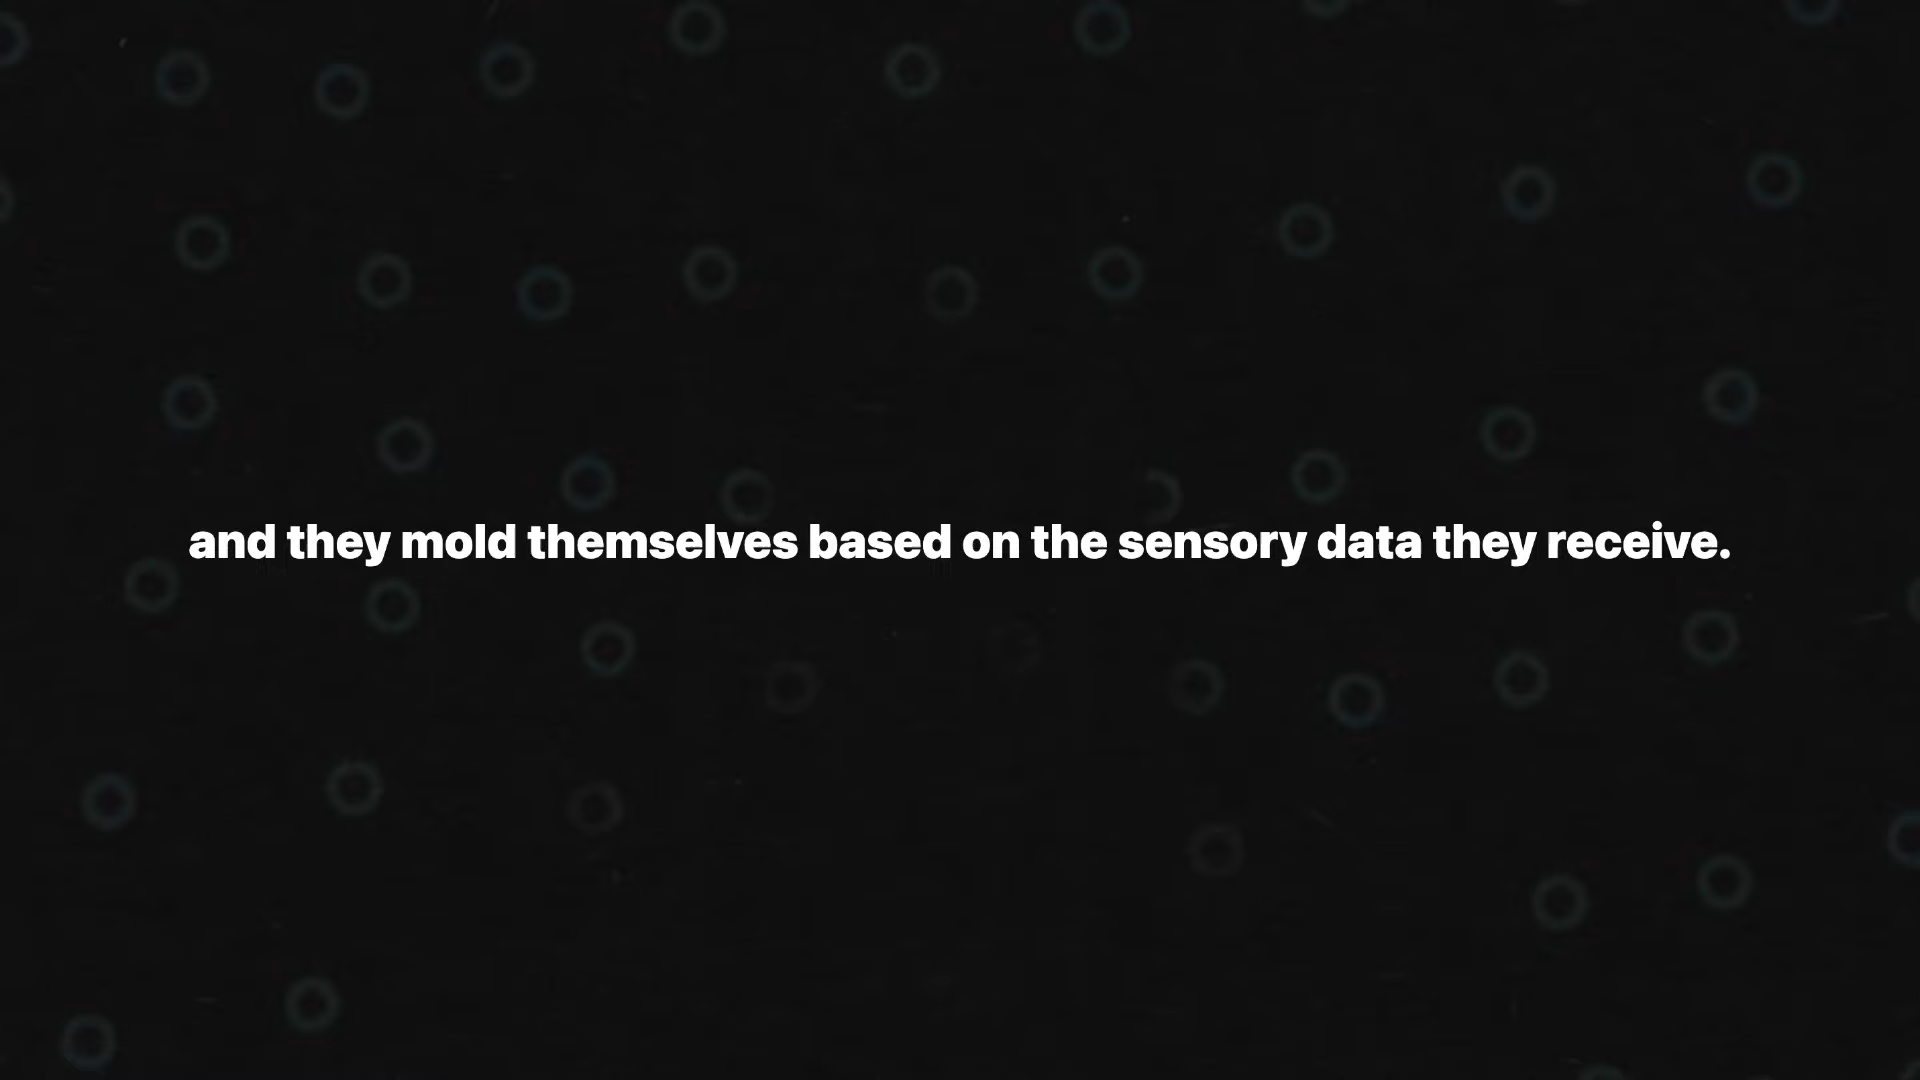 and they mold themselves based on the sensory data they receive.